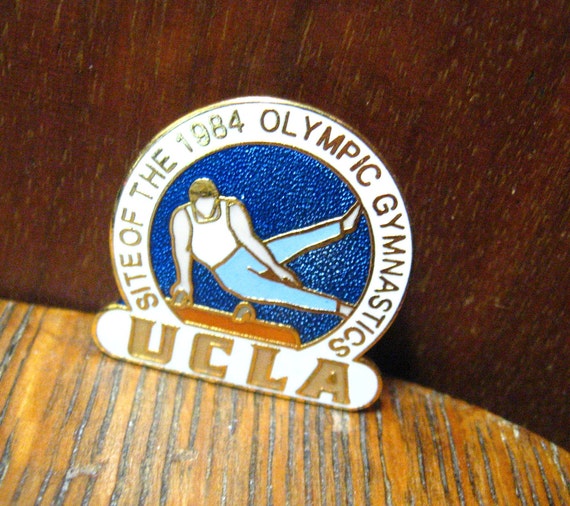 SITE OF THE 1984 OLYMPIC GYMNASTICS
UCLA